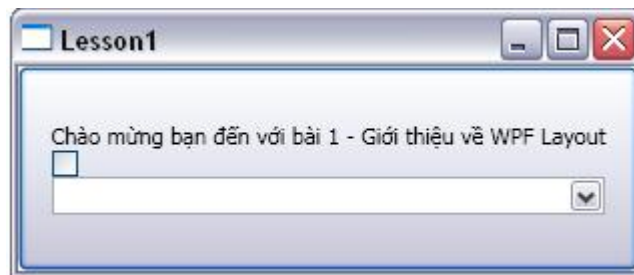 Lesson1
Chào mừng bạn đến với bài 1 - Giới thiệu về WPF Layout